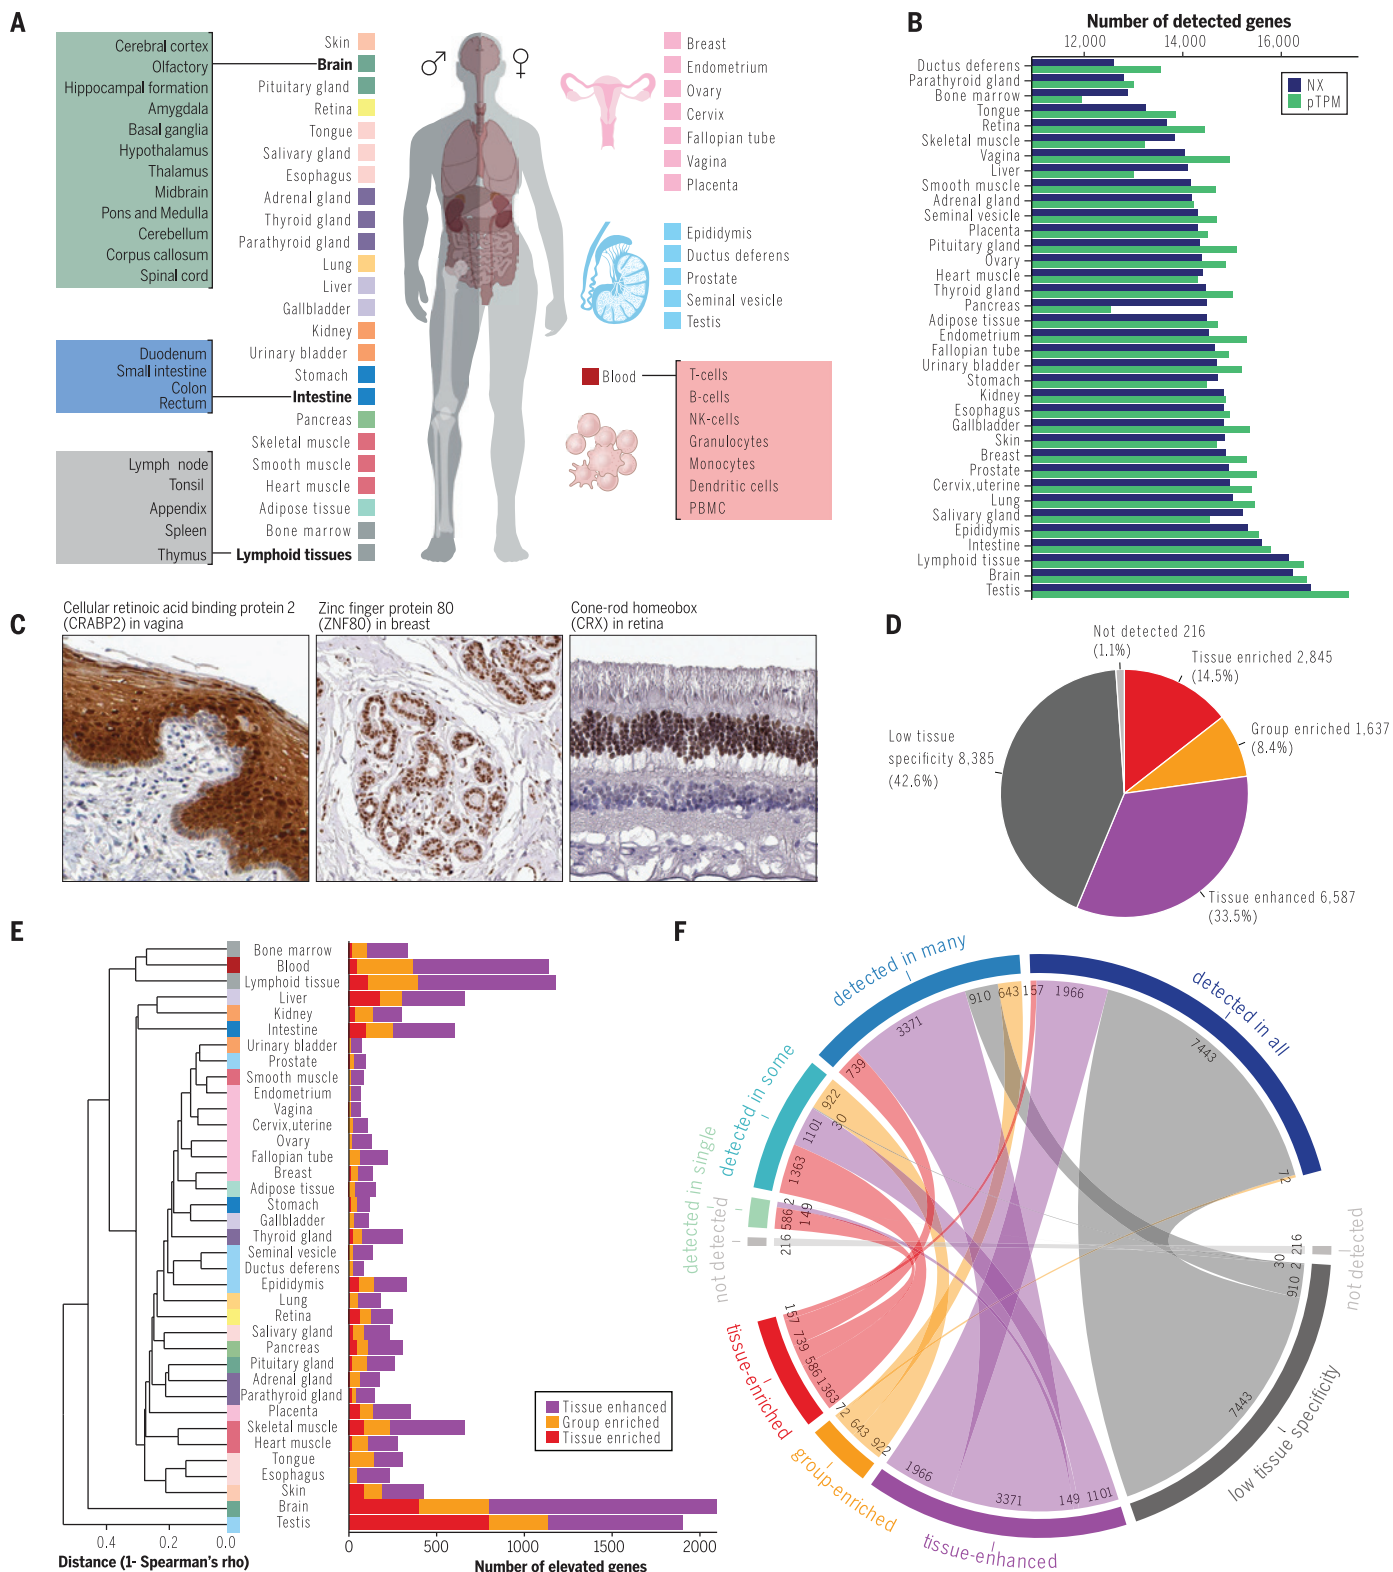 A
Cerebral cortex
Olfactory
Hippocampal formation
Amygdala
Basal ganglia
Hypothalamus
Thalamus
Midbrain
Pons and Medulla
Cerebellum
Corpus callosum
Spinal cord
Duodenum
Small intestine
Colon
Rectum
Lymph node
Tonsil
Appendix
Spleen
Thymus
Skin
Brain
Pituitary gland
Retina
Tongue
Salivary gland
Esophagus
Adrenal gland
Thyroid gland
Parathyroid gland
Lung
Liver
Gallbladder
Kidney
Urinary bladder
Stomach
Intestine
Pancreas
Skeletal muscle
Smooth muscle
Heart muscle
Adipose tissue
Bone marrow
Lymphoid tissues
♂ ♀
Breast
Endometrium
Ovary
Cervix
Fallopian tube
Vagina
Placenta
Epididymis
Ductus deferens
Prostate
Seminal vesicle
Testis
Blood
T-cells
B-cells
NK-cells
Granulocytes
Monocytes
Dendritic cells
PBMC
B
Number of detected genes
12,000 14,000 16,000
NX
pTPM
Ductus deferens
Parathyroid gland
Bone marrow
Tongue
Retina
Skeletal muscle
Vagina
Liver
Smooth muscle
Adrenal gland
Seminal vesicle
Placenta
Pituitary gland
Ovary
Heart muscle
Thyroid gland
Pancreas
Adipose tissue
Endometrium
Fallopian tube
Urinary bladder
Stomach
Kidney
Esophagus
Gallbladder
Skin
Breast
Prostate
Cervix,uterine
Lung
Salivary gland
Epididymis
Intestine
Lymphoid tissue
Brain
Testis
C
Cellular retinoic acid binding protein 2
(CRABP2) in vagina
Zinc finger protein 80
(ZNF80) in breast
Cone-rod homeobox
(CRX) in retina
D
Not detected 216
(1.1%)
Tissue enriched 2,845
(14.5%)
Group enriched 1,637
(8.4%)
Low tissue
specificity 8,385
(42.6%)
Tissue enhanced 6,587
(33.5%)
E
Bone marrow
Blood
Lymphoid tissue
Liver
Kidney
Intestine
Urinary bladder
Prostate
Smooth muscle
Endometrium
Vagina
Cervix,uterine
Ovary
Fallopian tube
Breast
Adipose tissue
Stomach
Gallbladder
Thyroid gland
Seminal vesicle
Ductus deferens
Epididymis
Lung
Retina
Salivary gland
Pancreas
Pituitary gland
Adrenal gland
Parathyroid gland
Placenta
Skeletal muscle
Heart muscle
Tongue
Esophagus
Skin
Brain
Testis
0.4 0.2 0.0
Distance (1- Spearman's rho)
Tissue enhanced
Group enriched
Tissue enriched
0 500 1000 1500 2000
Number of elevated genes
F
detected in many
detected in all
detected in some
detected in single
not detected
tissue-enriched
group-enriched
tissue-enhanced
low tissue specificity
not detected
739
3371
910
643
157
1966
7443
72
922
30
1101
1363
2
149
586
216
157
739
586
1363
72
643
922
1966
3371
149
1101
7443
910
2
30
216